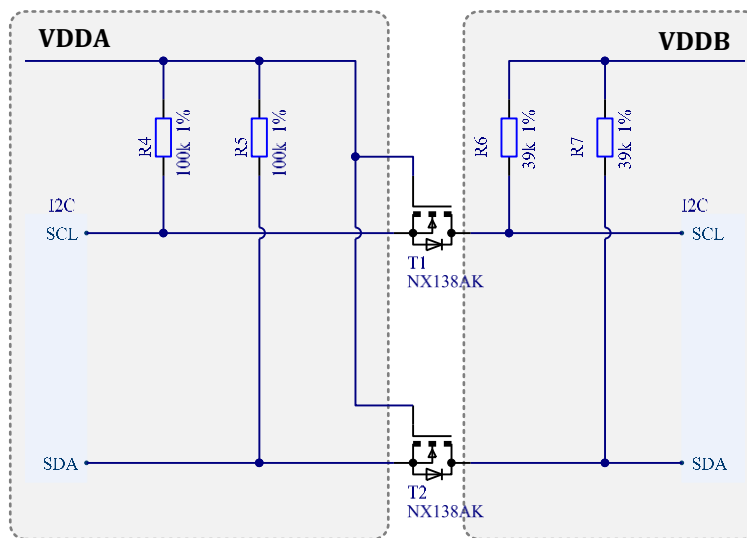 VDDA
VDDB
R4
100k 1%
R5
100k 1%
R6
39k 1%
R7
39k 1%
I2C
SCL
I2C
SCL
T1
NX138AK
SDA
SDA
T2
NX138AK